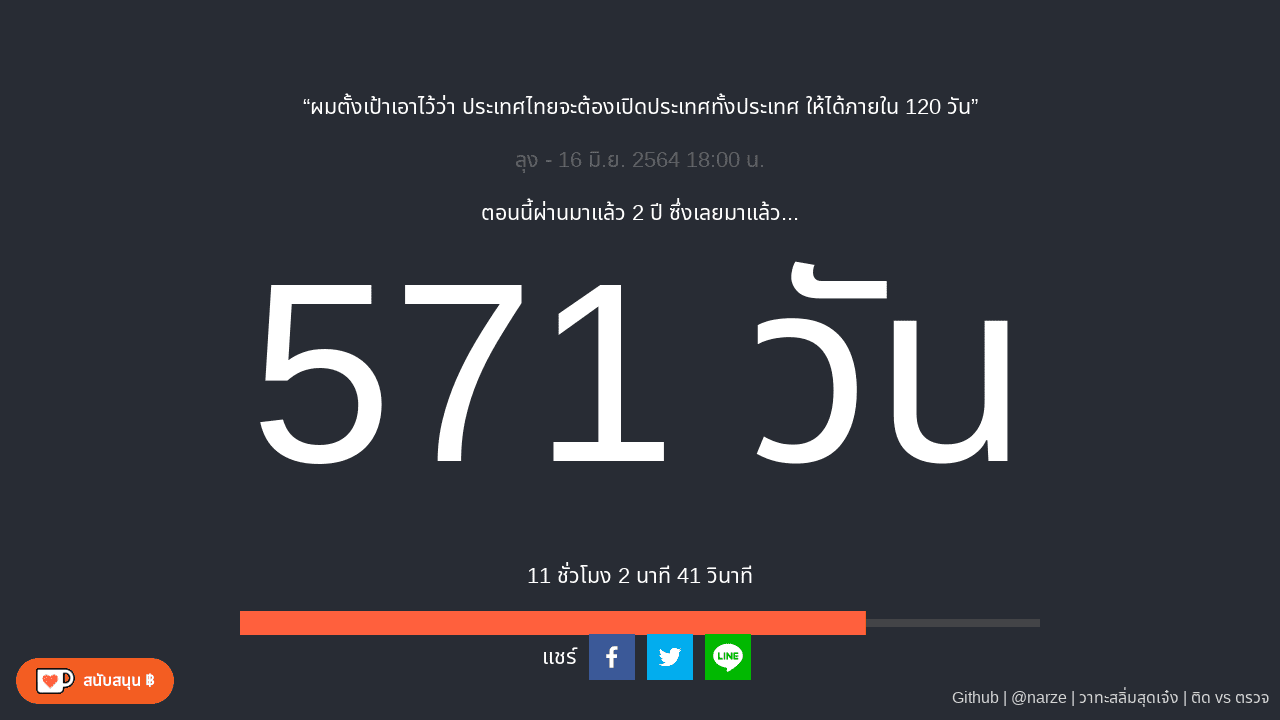 “ผมตั้งเป้าเอาไว้ว่า ประเทศไทยจะต้องเปิดประเทศทั้งประเทศ ให้ได้ภายใน 120 วัน”
ลุง - 16 มิ.ย. 2564 18:00 น.
ตอนนี้ผ่านมาแล้ว 2 ปี ซึ่งเลยมาแล้ว...
571 วัน
11 ชั่วโมง 2 นาที 41 วินาที
แชร์ LINE
สนับสนุน ฿
Github | @narze | วาทะสลิ่มสุดเจ๋ง | ติด vs ตรวจ